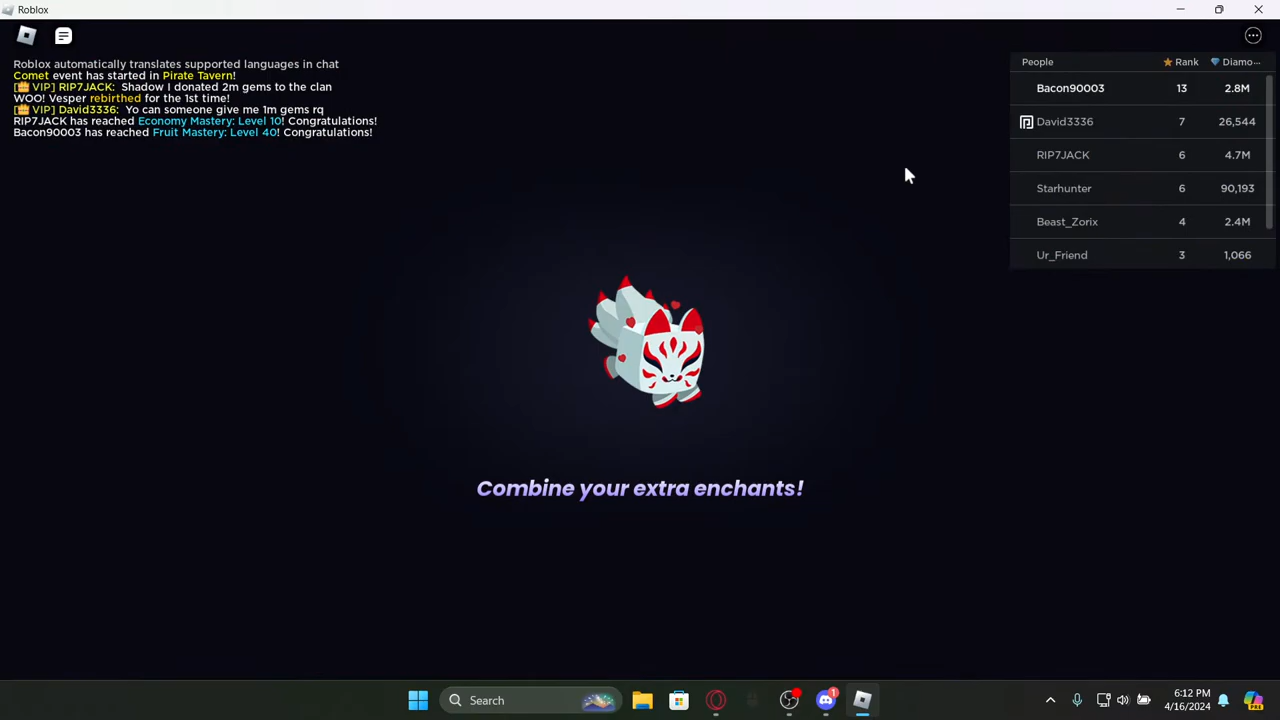 Roblox
Roblox automatically translates supported languages in chat
Comet event has started in Pirate Tavern!
[VIP] RIP7JACK: Shadow I donated 2m gems to the clan
WOO! Vesper rebirthed for the 1st time!
[VIP] David3336: Yo can someone give me 1m gems rq
RIP7JACK has reached Economy Mastery: Level 10! Congratulations!
Bacon90003 has reached Fruit Mastery: Level 40! Congratulations!
People Rank Diamo...
Bacon90003 13 2.8M
David3336 7 26,544
RIP7JACK 6 4.7M
Starhunter 6 90,193
Beast_Zorix 4 2.4M
Ur_Friend 3 1,066
Combine your extra enchants!
Search
1
6:12 PM
4/16/2024
PRE